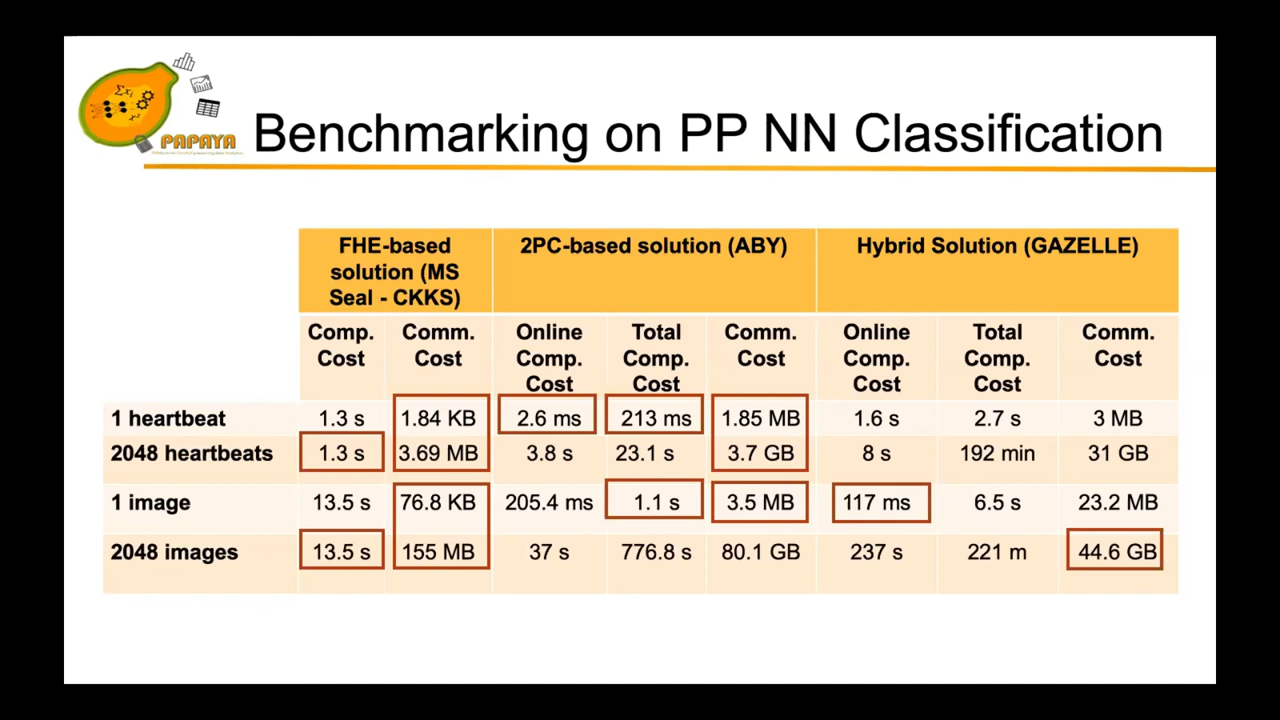 PAPAYA
Benchmarking on PP NN Classification
FHE-based
solution (MS
Seal - CKKS)
2PC-based solution (ABY)
Hybrid Solution (GAZELLE)
Comp.
Cost
Comm.
Cost
Online
Comp.
Cost
Total
Comp.
Cost
Comm.
Cost
Online
Comp.
Cost
Total
Comp.
Cost
Comm.
Cost
1 heartbeat 1.3 s 1.84 KB 2.6 ms 213 ms 1.85 MB 1.6 s 2.7 s 3 MB
2048 heartbeats 1.3 s 3.69 MB 3.8 s 23.1 s 3.7 GB 8 s 192 min 31 GB
1 image 13.5 s 76.8 KB 205.4 ms 1.1 s 3.5 MB 117 ms 6.5 s 23.2 MB
2048 images 13.5 s 155 MB 37 s 776.8 s 80.1 GB 237 s 221 m 44.6 GB